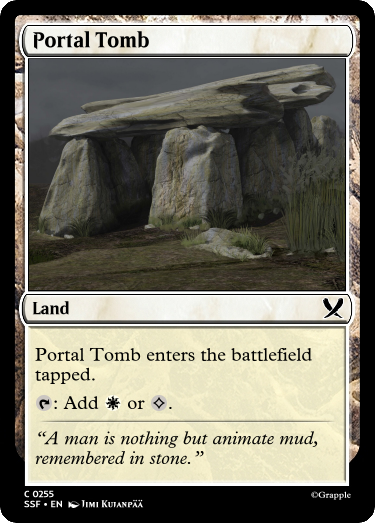 Portal Tomb
Land
Portal Tomb enters the battlefield
tapped.
: Add or .
“A man is nothing but animate mud,
remembered in stone.”
C 0255
SSF • EN Jimi Kuianpää
©Grapple